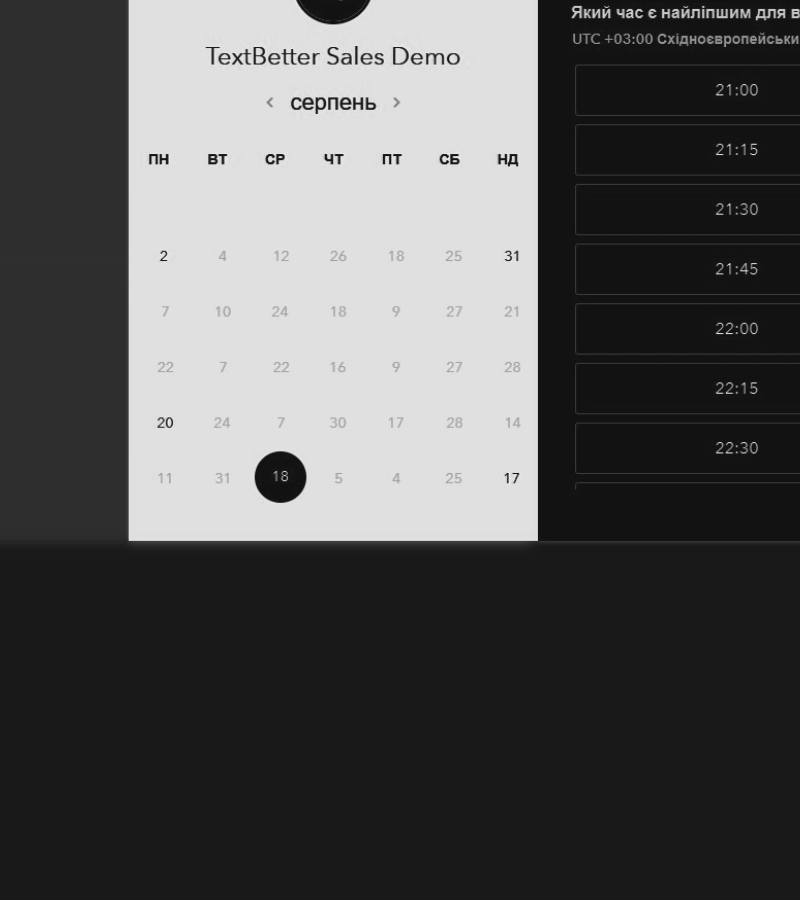 TextBetter Sales Demo
серпень
ПН ВТ СР ЧТ ПТ СБ НД
2 4 12 26 18 25 31
7 10 24 18 9 27 21
22 7 22 16 9 27 28
20 24 7 30 17 28 14
11 31 18 5 4 25 17
Який час є найліпшим для в
UTC +03:00 Східноєвропейськи
21:00
21:15
21:30
21:45
22:00
22:15
22:30